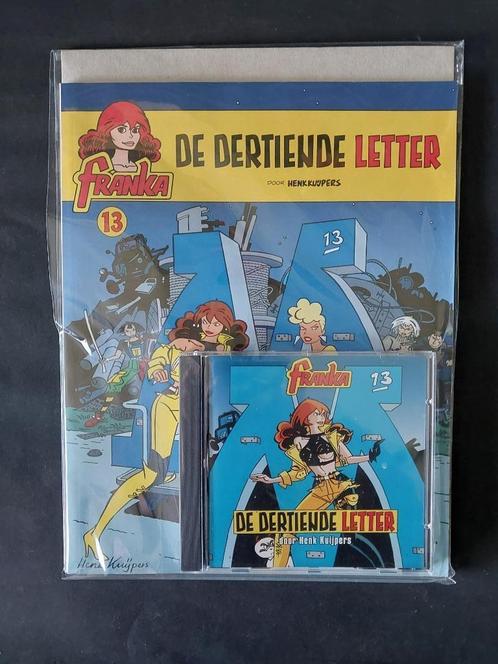 FRANKA
DE DERTIENDE LETTER
DOOR HENK KUIJPERS
13
13
Henk Kuijpers
FRANKA
13
DE DERTIENDE LETTER
door Henk Kuijpers